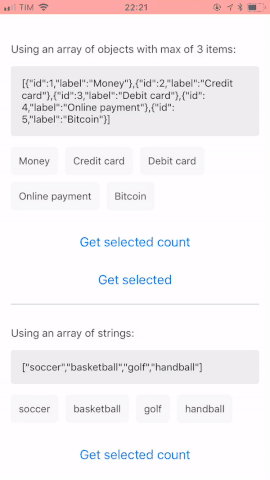 TIM 22:21
Using an array of objects with max of 3 items:
[{"id":1,"label":"Money"},{"id":2,"label":"Credit
card"},{"id":3,"label":"Debit card"},{"id":
4,"label":"Online payment"},{"id":
5,"label":"Bitcoin"}]
Money Credit card Debit card
Online payment Bitcoin
Get selected count
Get selected
Using an array of strings:
["soccer","basketball","golf","handball"]
soccer basketball golf handball
Get selected count